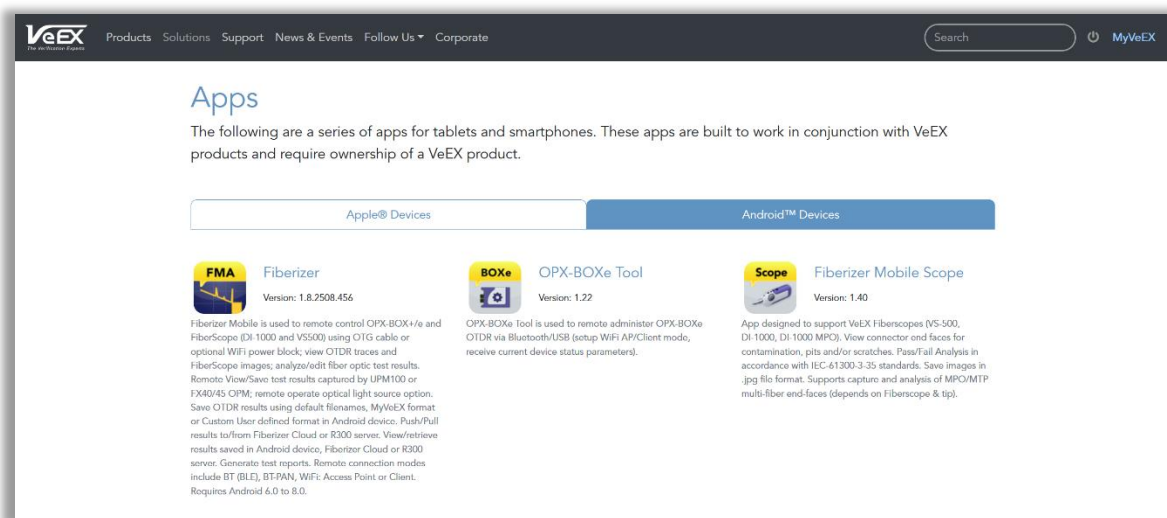 VeEX
The Verification Experts
Products Solutions Support News & Events Follow Us Corporate Search MyVeEX
Apps
The following are a series of apps for tablets and smartphones. These apps are built to work in conjunction with VeEX
products and require ownership of a VeEX product.
Apple® Devices
Android™ Devices
FMA
Fiberizer
Version: 1.8.2508.456
Fiberizer Mobile is used to remote control OPX-BOX+/e and
FiberScope (DI-1000 and VS500) using OTG cable or
optional WiFi power block; view OTDR traces and
FiberScope images; analyze/edit fiber optic test results.
Remote View/Save test results captured by UPM100 or
FX40/45 OPM; remote operate optical light source option.
Save OTDR results using default filenames, MyVeEX format
or Custom User defined format in Android device. Push/Pull
results to/from Fiberizer Cloud or R300 server. View/retrieve
results saved in Android device, Fiberizer Cloud or R300
server. Generate test reports. Remote connection modes
include BT (BLE), BT-PAN, WiFi: Access Point or Client.
Requires Android 6.0 to 8.0.
BOXe
OPX-BOXe Tool
Version: 1.22
OPX-BOXe Tool is used to remote administer OPX-BOXe
OTDR via Bluetooth/USB (setup WiFi AP/Client mode,
receive current device status parameters).
Scope
Fiberizer Mobile Scope
Version: 1.40
App designed to support VeEX Fiberscopes (VS-500,
DI-1000, DI-1000 MPO). View connector end faces for
contamination, pits and/or scratches. Pass/Fail Analysis in
accordance with IEC-61300-3-35 standards. Save images in
.jpg file format. Supports capture and analysis of MPO/MTP
multi-fiber end-faces (depends on Fiberscope & tip).